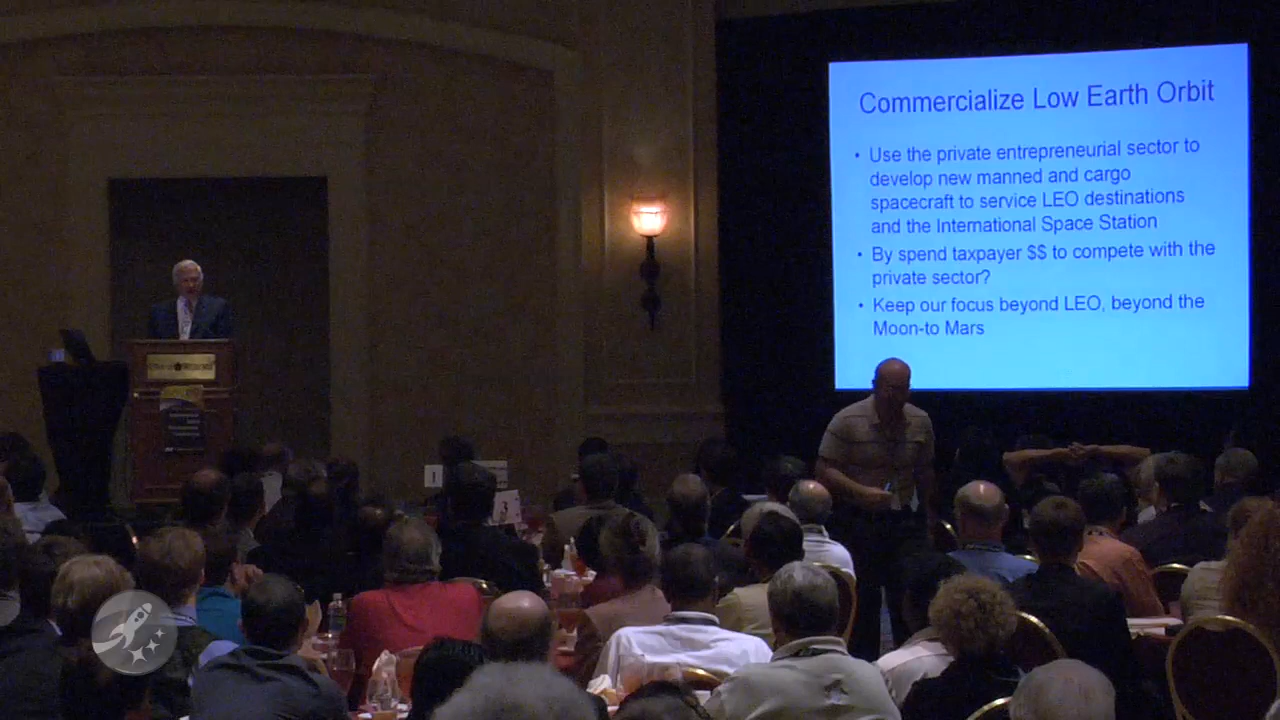 Commercialize Low Earth Orbit
• Use the private entrepreneurial sector to
develop new manned and cargo
spacecraft to service LEO destinations
and the International Space Station
• By spend taxpayer $$ to compete with the
private sector?
• Keep our focus beyond LEO, beyond the
Moon-to Mars
1
3